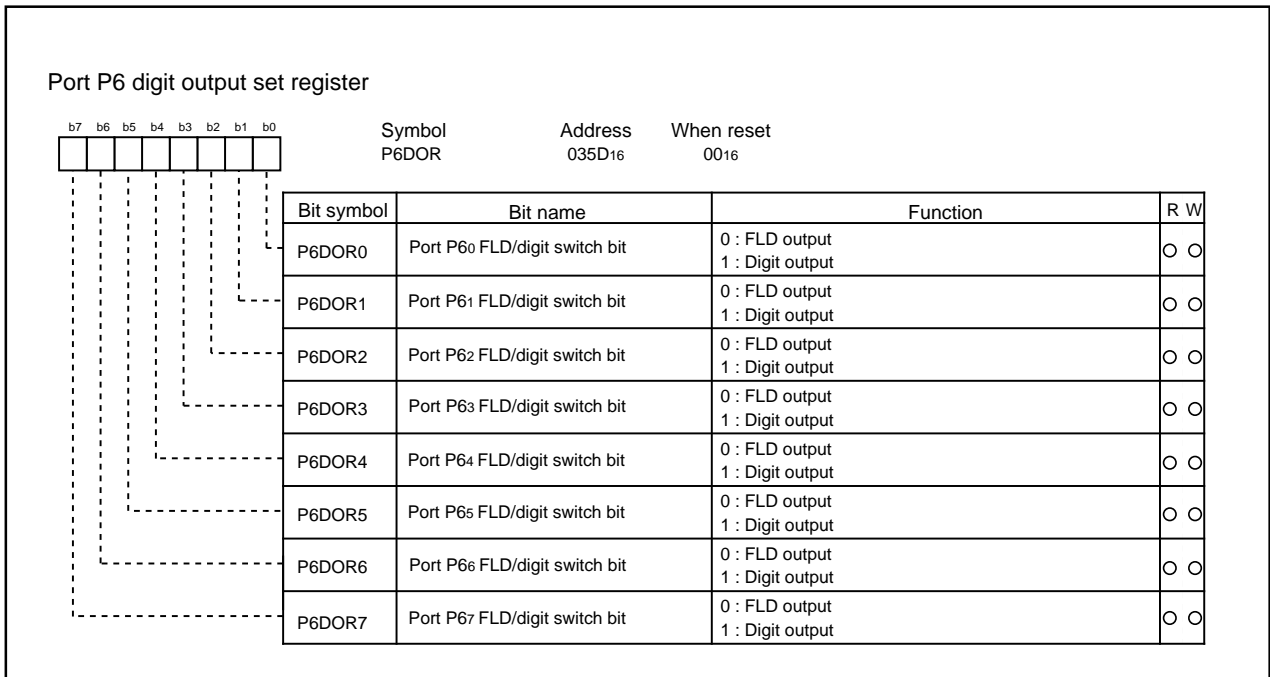 Port P6 digit output set register
b7 b6 b5 b4 b3 b2 b1 b0
Symbol Address When reset
P6DOR 035D16 0016
Bit symbol Bit name Function R W
P6DOR0 Port P60 FLD/digit switch bit 0 : FLD output
1 : Digit output
P6DOR1 Port P61 FLD/digit switch bit 0 : FLD output
1 : Digit output
P6DOR2 Port P62 FLD/digit switch bit 0 : FLD output
1 : Digit output
P6DOR3 Port P63 FLD/digit switch bit 0 : FLD output
1 : Digit output
P6DOR4 Port P64 FLD/digit switch bit 0 : FLD output
1 : Digit output
P6DOR5 Port P65 FLD/digit switch bit 0 : FLD output
1 : Digit output
P6DOR6 Port P66 FLD/digit switch bit 0 : FLD output
1 : Digit output
P6DOR7 Port P67 FLD/digit switch bit 0 : FLD output
1 : Digit output